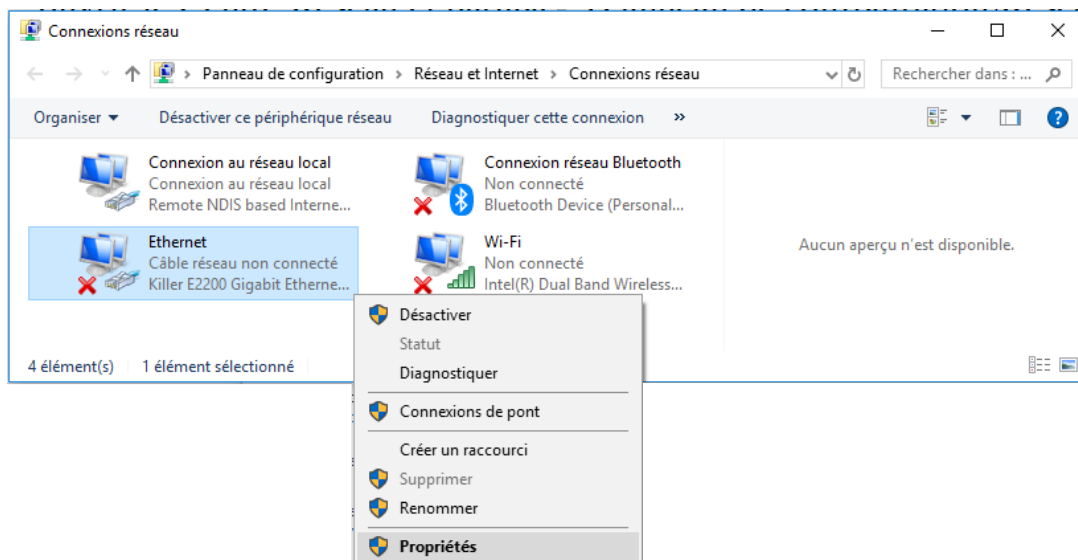 Connexions réseau
Panneau de configuration > Réseau et Internet > Connexions réseau
Rechercher dans : ...
Organiser
Désactiver ce périphérique réseau
Diagnostiquer cette connexion
»
Connexion au réseau local
Connexion au réseau local
Remote NDIS based Interne...
Connexion réseau Bluetooth
Non connecté
Bluetooth Device (Personal...
Ethernet
Câble réseau non connecté
Killer E2200 Gigabit Etherne...
Wi-Fi
Non connecté
Intel(R) Dual Band Wireless...
Aucun aperçu n'est disponible.
4 élément(s)
1 élément sélectionné
Désactiver
Statut
Diagnostiquer
Connexions de pont
Créer un raccourci
Supprimer
Renommer
Propriétés